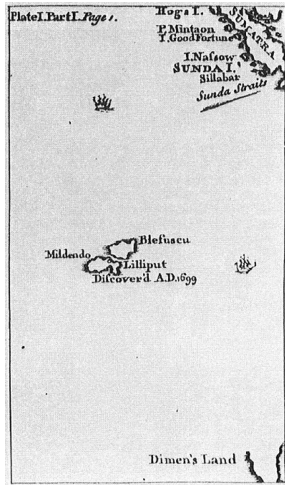 Plate I. Part I. Page 1.
Hogs I.
SUMATRA
P. Mintaon
I. Good Fortune
I. Nassow
SUNDA I.
Sillabar
Sunda Straits
Blefuscu
Mildendo
Lilliput
Discover'd A.D. 1699
Dimen's Land